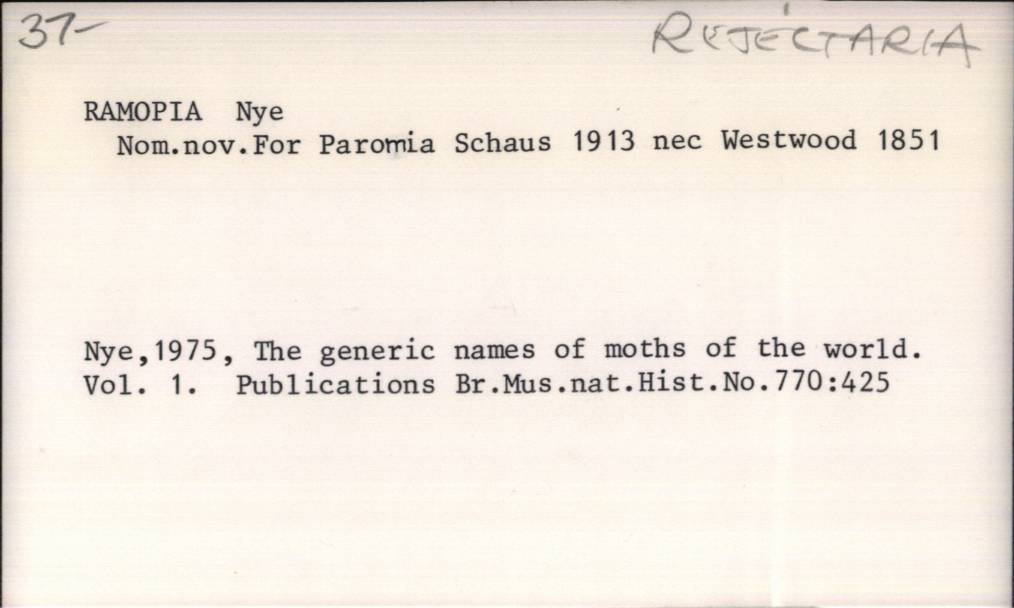 37-
REJECTARIA
RAMOPIA Nye
Nom.nov.For Paromia Schaus 1913 nec Westwood 1851
Nye,1975, The generic names of moths of the world.
Vol. 1. Publications Br.Mus.nat.Hist.No.770:425